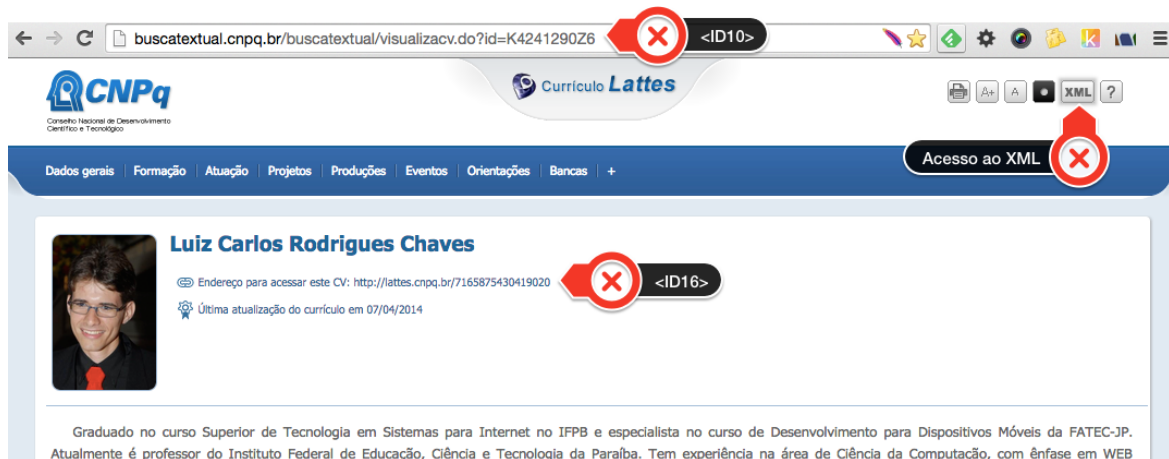 buscatextual.cnpq.br/buscatextual/visualizacv.do?id=K4241290Z6
<ID10>
CNPq
Conselho Nacional de Desenvolvimento
Científico e Tecnológico
Currículo Lattes
A+ A XML ?
Acesso ao XML
Dados gerais Formação Atuação Projetos Produções Eventos Orientações Bancas +
Luiz Carlos Rodrigues Chaves
Endereço para acessar este CV: http://lattes.cnpq.br/7165875430419020
<ID16>
Última atualização do currículo em 07/04/2014
Graduado no curso Superior de Tecnologia em Sistemas para Internet no IFPB e especialista no curso de Desenvolvimento para Dispositivos Móveis da FATEC-JP.
Atualmente é professor do Instituto Federal de Educação, Ciência e Tecnologia da Paraíba. Tem experiência na área de Ciência da Computação, com ênfase em WEB